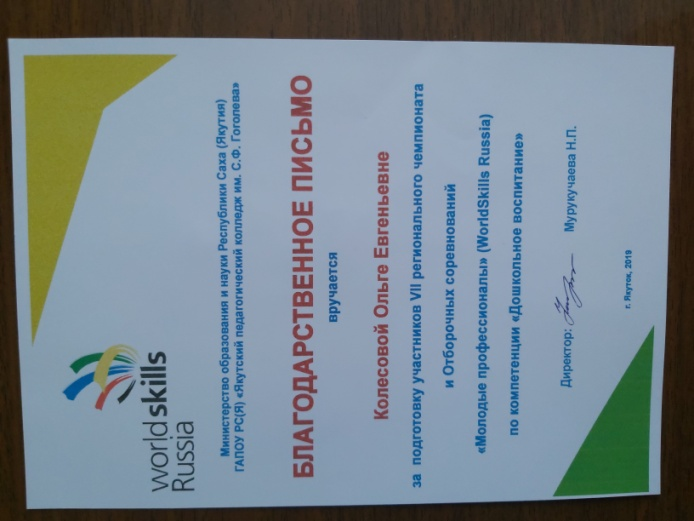 worldskills
Russia
Министерство образования и науки Республики Саха (Якутия)
ГАПОУ РС(Я) «Якутский педагогический колледж им. С.Ф. Гоголева»
БЛАГОДАРСТВЕННОЕ ПИСЬМО
вручается
Колесовой Ольге Евгеньевне
за подготовку участников VII регионального чемпионата
и Отборочных соревнований
«Молодые профессионалы» (WorldSkills Russia)
по компетенции «Дошкольное воспитание»
Директор: Мурукучаева Н.П.
г. Якутск, 2019